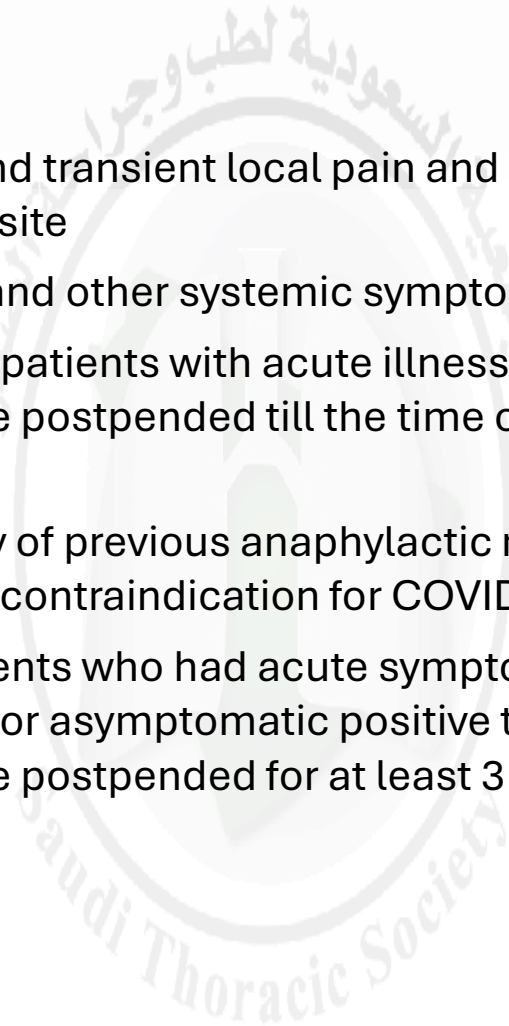 السعودية لطب وجراحة
nd transient local pain and
site
and other systemic sympto
patients with acute illness
e postpended till the time o
y of previous anaphylactic r
contraindication for COVID
ents who had acute sympto
or asymptomatic positive t
e postpended for at least 3
Saudi Thoracic Society